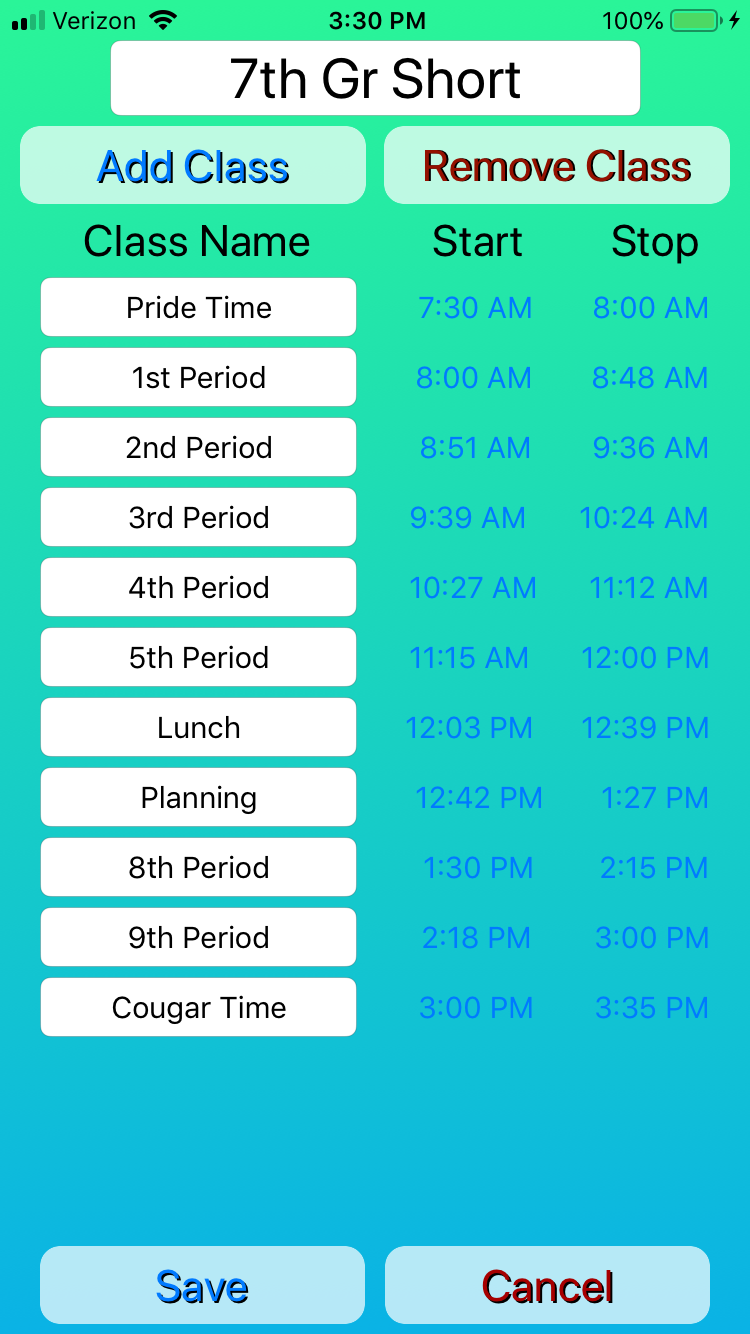 Verizon 3:30 PM 100%
7th Gr Short
Add Class Remove Class
Class Name Start Stop
Pride Time 7:30 AM 8:00 AM
1st Period 8:00 AM 8:48 AM
2nd Period 8:51 AM 9:36 AM
3rd Period 9:39 AM 10:24 AM
4th Period 10:27 AM 11:12 AM
5th Period 11:15 AM 12:00 PM
Lunch 12:03 PM 12:39 PM
Planning 12:42 PM 1:27 PM
8th Period 1:30 PM 2:15 PM
9th Period 2:18 PM 3:00 PM
Cougar Time 3:00 PM 3:35 PM
Save Cancel